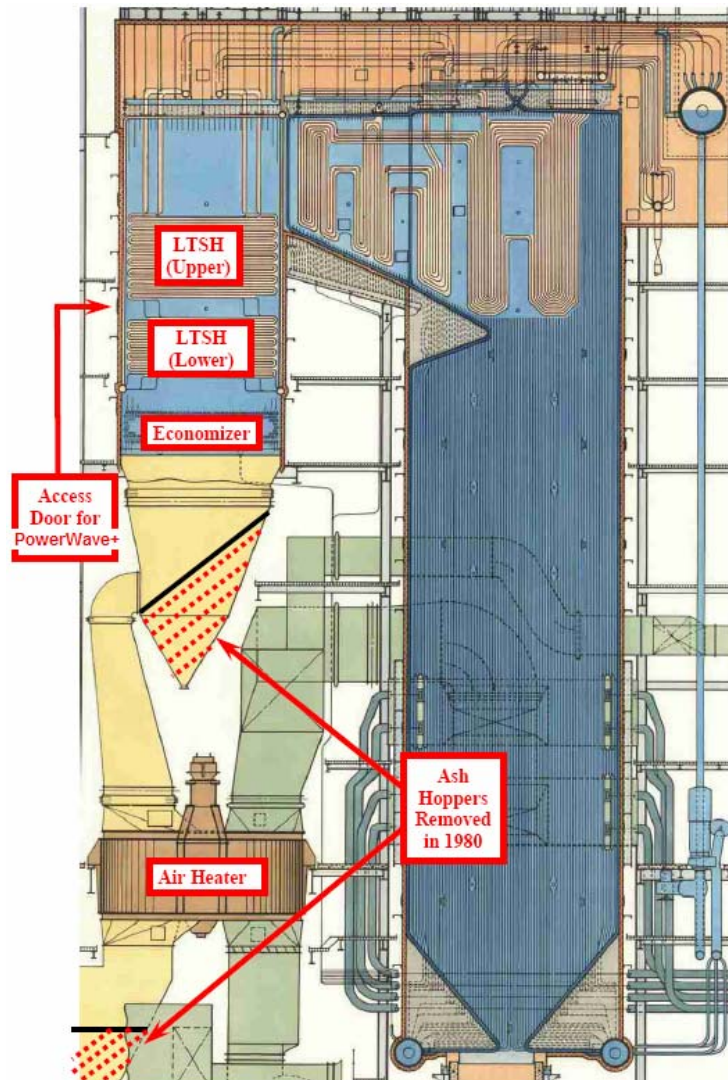 LTSH
(Upper)
LTSH
(Lower)
Economizer
Access
Door for
PowerWave+
Ash
Hoppers
Removed
in 1980
Air Heater